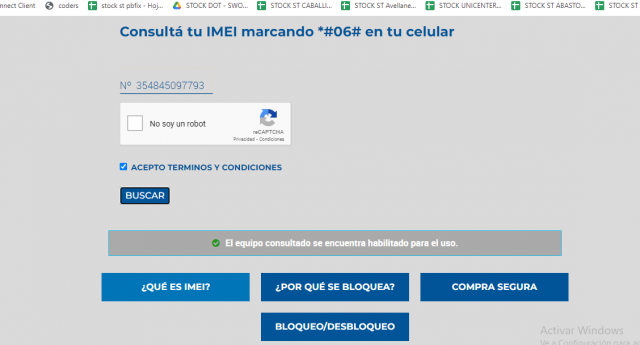 nnect Client coders stock st pbfix - Hoj... STOCK DOT - SWO... STOCK ST CABALLI... STOCK ST Avellane... STOCK UNICENTER... STOCK ST ABASTO... STOCK ST
Consultá tu IMEI marcando *#06# en tu celular
Nº 354845097793
No soy un robot
reCAPTCHA
Privacidad - Condiciones
ACEPTO TERMINOS Y CONDICIONES
BUSCAR
El equipo consultado se encuentra habilitado para el uso.
¿QUÉ ES IMEI? ¿POR QUÉ SE BLOQUEA? COMPRA SEGURA
BLOQUEO/DESBLOQUEO
Activar Windows
Ve a Configuración para ac